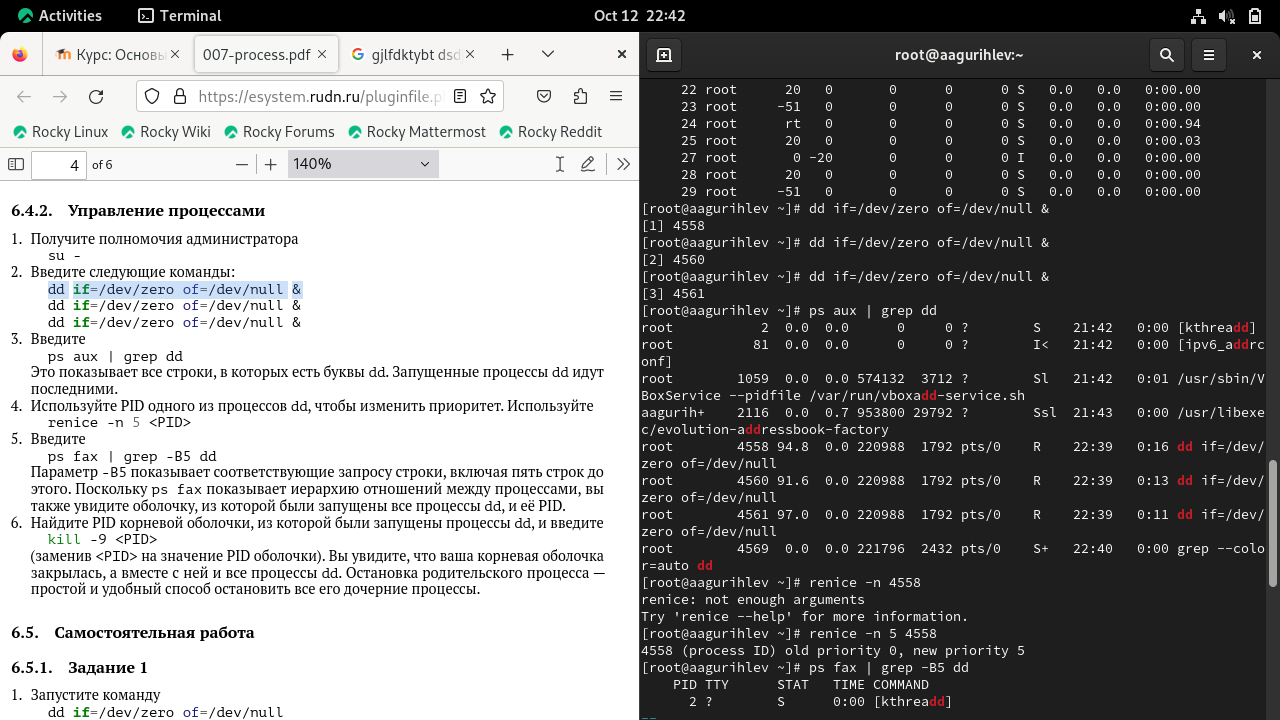 Activities
Terminal
Oct 12 22:42
Курс: Основы
007-process.pdf
gjlfdktybt dsd
https://esystem.rudn.ru/pluginfile.p
Rocky Linux
Rocky Wiki
Rocky Forums
Rocky Mattermost
Rocky Reddit
4
of 6
140%
6.4.2. Управление процессами
1. Получите полномочия администратора
su -
2. Введите следующие команды:
dd if=/dev/zero of=/dev/null &
dd if=/dev/zero of=/dev/null &
dd if=/dev/zero of=/dev/null &
3. Введите
ps aux | grep dd
Это показывает все строки, в которых есть буквы dd. Запущенные процессы dd идут
последними.
4. Используйте PID одного из процессов dd, чтобы изменить приоритет. Используйте
renice -n 5 <PID>
5. Введите
ps fax | grep -B5 dd
Параметр -B5 показывает соответствующие запросу строки, включая пять строк до
этого. Поскольку ps fax показывает иерархию отношений между процессами, вы
также увидите оболочку, из которой были запущены все процессы dd, и её PID.
6. Найдите PID корневой оболочки, из которой были запущены процессы dd, и введите
kill -9 <PID>
(заменив <PID> на значение PID оболочки). Вы увидите, что ваша корневая оболочка
закрылась, а вместе с ней и все процессы dd. Остановка родительского процесса —
простой и удобный способ остановить все его дочерние процессы.
6.5. Самостоятельная работа
6.5.1. Задание 1
1. Запустите команду
dd if=/dev/zero of=/dev/null
root@aagurihlev:~
22 root 20 0 0 0 0 S 0.0 0.0 0:00.00
23 root -51 0 0 0 0 S 0.0 0.0 0:00.00
24 root rt 0 0 0 0 S 0.0 0.0 0:00.94
25 root 20 0 0 0 0 S 0.0 0.0 0:00.03
27 root 0 -20 0 0 0 I 0.0 0.0 0:00.00
28 root 20 0 0 0 0 S 0.0 0.0 0:00.00
29 root -51 0 0 0 0 S 0.0 0.0 0:00.00
[root@aagurihlev ~]# dd if=/dev/zero of=/dev/null &
[1] 4558
[root@aagurihlev ~]# dd if=/dev/zero of=/dev/null &
[2] 4560
[root@aagurihlev ~]# dd if=/dev/zero of=/dev/null &
[3] 4561
[root@aagurihlev ~]# ps aux | grep dd
root 2 0.0 0.0 0 0 ? S 21:42 0:00 [kthreadd]
root 81 0.0 0.0 0 0 ? I< 21:42 0:00 [ipv6_addrc
onf]
root 1059 0.0 0.0 574132 3712 ? Sl 21:42 0:01 /usr/sbin/V
BoxService --pidfile /var/run/vboxadd-service.sh
aagurih+ 2116 0.0 0.7 953800 29792 ? Ssl 21:43 0:00 /usr/libexe
c/evolution-addressbook-factory
root 4558 94.8 0.0 220988 1792 pts/0 R 22:39 0:16 dd if=/dev/
zero of=/dev/null
root 4560 91.6 0.0 220988 1792 pts/0 R 22:39 0:13 dd if=/dev/
zero of=/dev/null
root 4561 97.0 0.0 220988 1792 pts/0 R 22:39 0:11 dd if=/dev/
zero of=/dev/null
root 4569 0.0 0.0 221796 2432 pts/0 S+ 22:40 0:00 grep --colo
r=auto dd
[root@aagurihlev ~]# renice -n 4558
renice: not enough arguments
Try 'renice --help' for more information.
[root@aagurihlev ~]# renice -n 5 4558
4558 (process ID) old priority 0, new priority 5
[root@aagurihlev ~]# ps fax | grep -B5 dd
PID TTY STAT TIME COMMAND
2 ? S 0:00 [kthreadd]
--